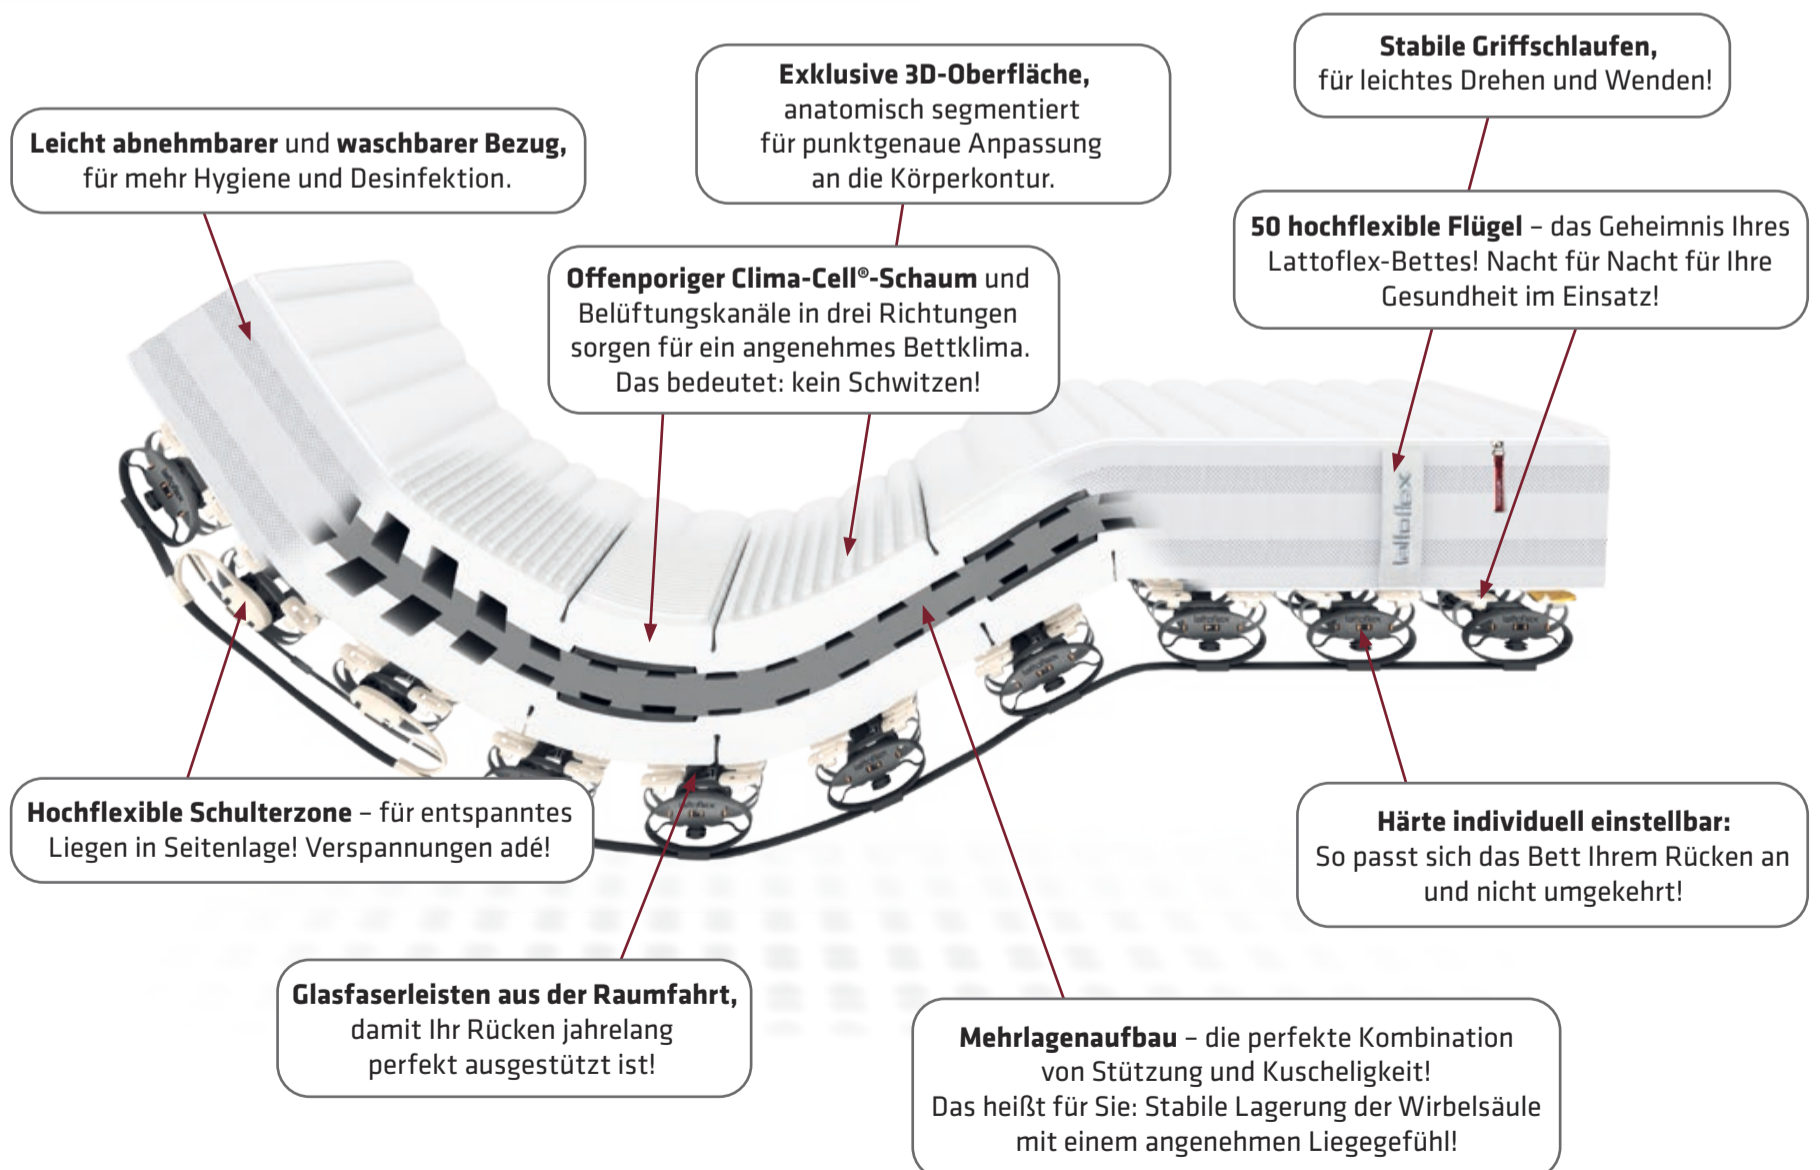 Stabile Griffschlaufen,
für leichtes Drehen und Wenden!
Exklusive 3D-Oberfläche,
anatomisch segmentiert
für punktgenaue Anpassung
an die Körperkontur.
Leicht abnehmbarer und waschbarer Bezug,
für mehr Hygiene und Desinfektion.
50 hochflexible Flügel – das Geheimnis Ihres
Lattoflex-Bettes! Nacht für Nacht für Ihre
Gesundheit im Einsatz!
Offenporiger Clima-Cell®-Schaum und
Belüftungskanäle in drei Richtungen
sorgen für ein angenehmes Bettklima.
Das bedeutet: kein Schwitzen!
lattoflex
lattoflex
lattoflex
lattoflex
lattoflex
Hochflexible Schulterzone – für entspanntes
Liegen in Seitenlage! Verspannungen adé!
Härte individuell einstellbar:
So passt sich das Bett Ihrem Rücken an
und nicht umgekehrt!
Glasfaserleisten aus der Raumfahrt,
damit Ihr Rücken jahrelang
perfekt ausgestützt ist!
Mehrlagenaufbau – die perfekte Kombination
von Stützung und Kuscheligkeit!
Das heißt für Sie: Stabile Lagerung der Wirbelsäule
mit einem angenehmen Liegegefühl!